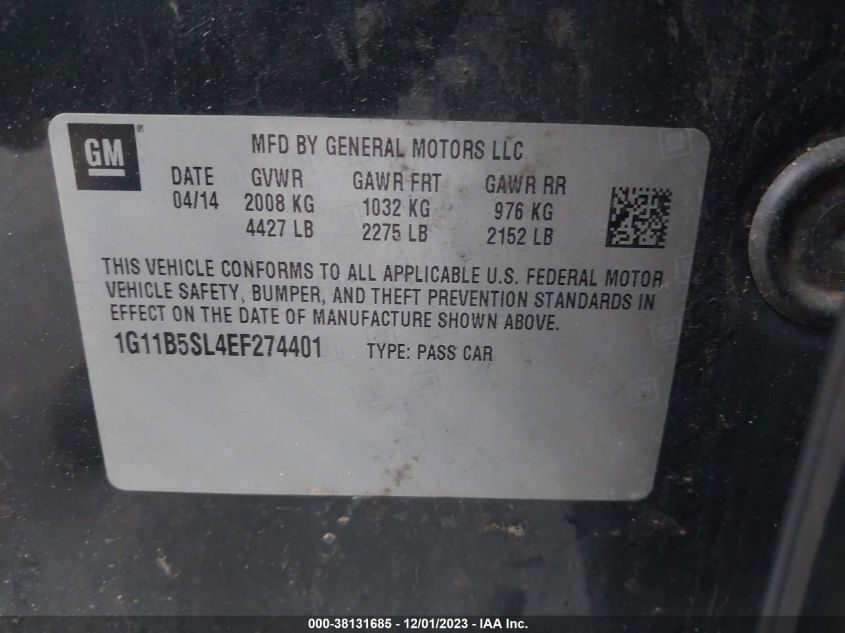 GM®
MFD BY GENERAL MOTORS LLC
DATE GVWR GAWR FRT GAWR RR
04/14 2008 KG 1032 KG 976 KG
4427 LB 2275 LB 2152 LB
THIS VEHICLE CONFORMS TO ALL APPLICABLE U.S. FEDERAL MOTOR
VEHICLE SAFETY, BUMPER, AND THEFT PREVENTION STANDARDS IN
EFFECT ON THE DATE OF MANUFACTURE SHOWN ABOVE.
1G11B5SL4EF274401 TYPE: PASS CAR
000-38131685 - 12/01/2023 - IAA Inc.